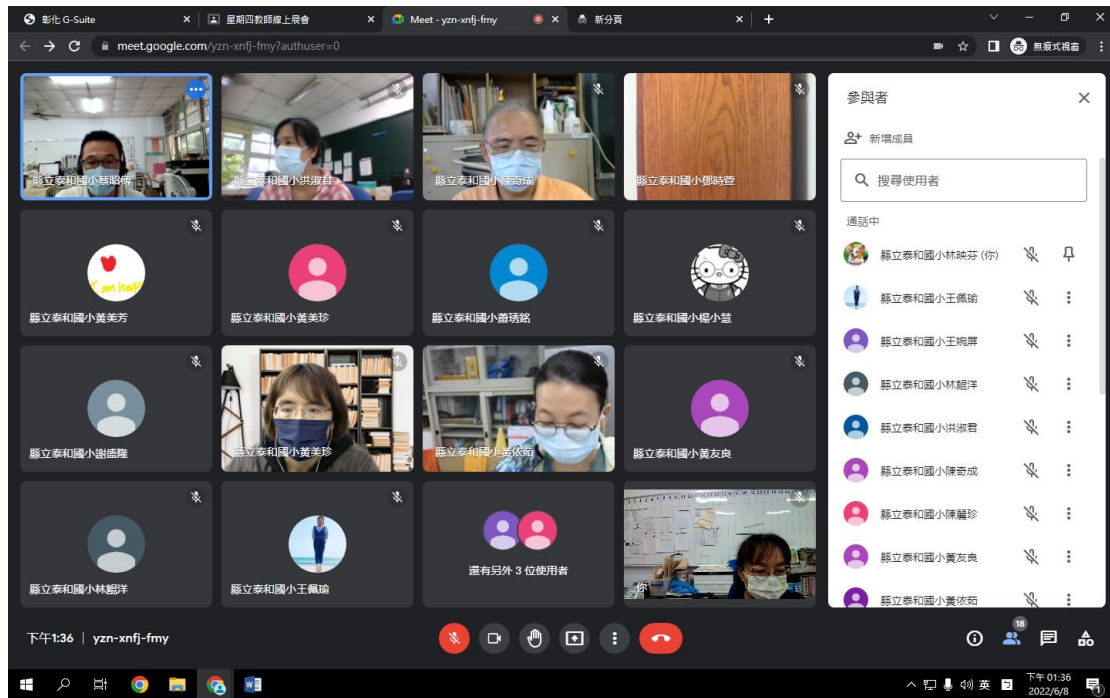 彰化 G-Suite
星期四教師線上晨會
Meet - yzn-xnfj-fmy
新分頁
meet.google.com/yzn-xnfj-fmy?authuser=0
無痕式視窗
縣立泰和國小蔡昭傳
縣立泰和國小洪淑君
縣立泰和國小陳奇成
縣立泰和國小鄧時萱
I am happy
縣立泰和國小黃美芳
縣立泰和國小黃美珍
縣立泰和國小蕭琇銘
縣立泰和國小楊小慧
縣立泰和國小謝盛隆
縣立泰和國小黃美珍
縣立泰和國小黃依茹
縣立泰和國小黃友良
縣立泰和國小林鯤洋
縣立泰和國小王佩瑜
還有另外 3 位使用者
你
參與者
新增成員
搜尋使用者
通話中
縣立泰和國小林映芬 (你)
縣立泰和國小王佩瑜
縣立泰和國小王婉屏
縣立泰和國小林鯤洋
縣立泰和國小洪淑君
縣立泰和國小陳奇成
縣立泰和國小陳麗珍
縣立泰和國小黃友良
縣立泰和國小黃依茹
下午1:36 | yzn-xnfj-fmy
18
英
下午 01:36
2022/6/8
1